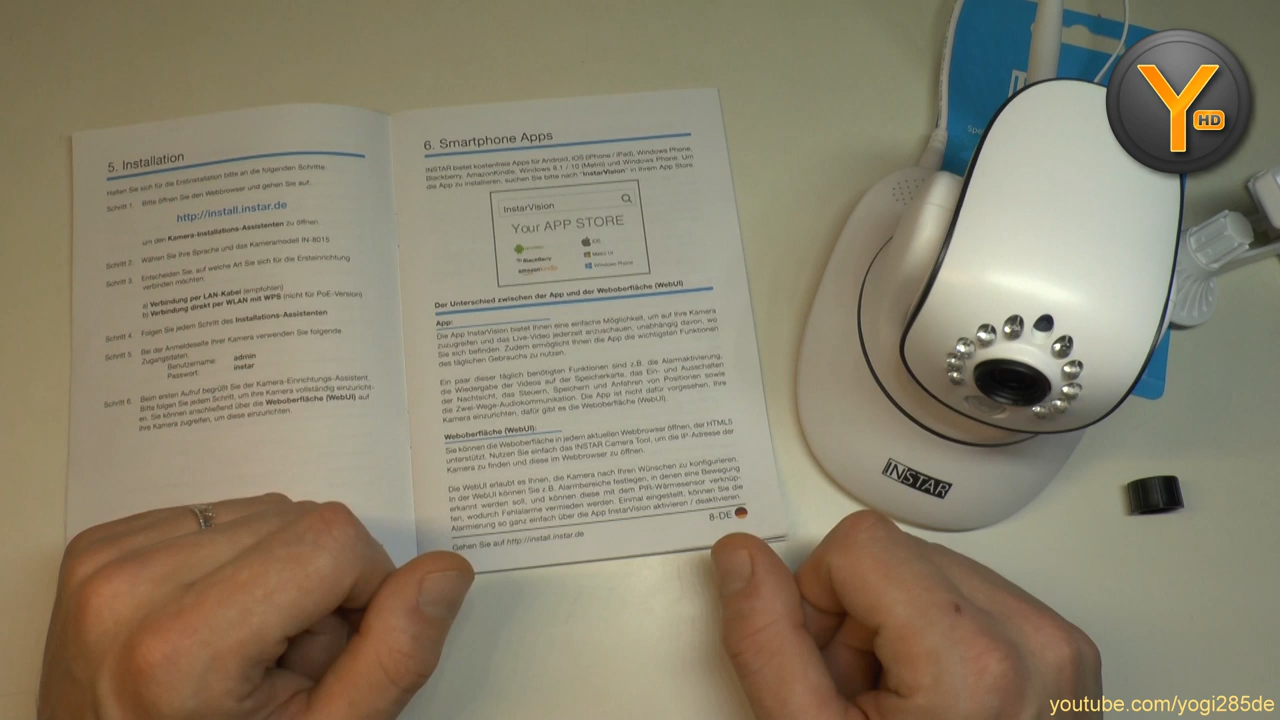 5. Installation
Halten Sie sich für die Erstinstallation bitte an die folgenden Schritte:
Schritt 1. Bitte öffnen Sie den Webbrowser und gehen Sie auf:
http://install.instar.de
um den Kamera-Installations-Assistenten zu öffnen.
Schritt 2. Wählen Sie Ihre Sprache und das Kameramodell IN-8015
Schritt 3. Entscheiden Sie, auf welche Art Sie sich für die Ersteinrichtung
verbinden möchten:
a) Verbindung per LAN-Kabel (empfohlen)
b) Verbindung direkt per WLAN mit WPS (nicht für PoE-Version)
Schritt 4. Folgen Sie jedem Schritt des Installations-Assistenten
Schritt 5. Bei der Anmeldeseite Ihrer Kamera verwenden Sie folgende
Zugangsdaten:
Benutzername: admin
Passwort: instar
Schritt 6. Beim ersten Aufruf begrüßt Sie der Kamera-Einrichtungs-Assistent.
Bitte folgen Sie jedem Schritt, um Ihre Kamera vollständig einzuricht-
en. Sie können anschließend über die Weboberfläche (WebUI) auf
Ihre Kamera zugreifen, um diese einzurichten.
6. Smartphone Apps
INSTAR bietet kostenfreie Apps für Android, iOS (iPhone / iPad), Windows Phone,
Blackberry, AmazonKindle, Windows 8.1 / 10 (Metro) und Windows Phone. Um
die App zu installieren, suchen Sie bitte nach "InstarVision" in Ihrem App Store
InstarVision
Your APP STORE
iOS
BlackBerry
amazonkindle
Windows Phone
Der Unterschied zwischen der App und der Weboberfläche (WebUI)
App:
Die App InstarVision bietet Ihnen eine einfache Möglichkeit, um auf Ihre Kamera
zuzugreifen und das Live-Video jederzeit anzuschauen, unabhängig davon, wo
Sie sich befinden. Zudem ermöglicht Ihnen die App die wichtigsten Funktionen
des täglichen Gebrauchs zu nutzen.
Ein paar dieser täglich benötigten Funktionen sind z.B. die Alarmaktivierung,
die Wiedergabe der Videos auf der Speicherkarte, das Ein- und Ausschalten
der Nachtsicht, das Steuern, Speichern und Anfahren von Positionen sowie
die Zwei-Wege-Audiokommunikation. Die App ist nicht dafür vorgesehen, Ihre
Kamera einzurichten, dafür gibt es die Weboberfläche (WebUI).
Weboberfläche (WebUI):
Sie können die Weboberfläche in jedem aktuellen Webbrowser öffnen, der HTML5
unterstützt. Nutzen Sie einfach das INSTAR Camera Tool, um die IP-Adresse der
Kamera zu finden und diese im Webbrowser zu öffnen.
Die WebUI erlaubt es Ihnen, die Kamera nach Ihren Wünschen zu konfigurieren.
In der WebUI können Sie z.B. Alarmbereiche festlegen, in denen eine Bewegung
erkannt werden soll, und können diese mit dem PIR-Wärmesensor verknüp-
fen, wodurch Fehlalarme vermieden werden. Einmal eingestellt, können Sie die
Alarmierung so ganz einfach über die App InstarVision aktivieren / deaktivieren.
8-DE
Gehen Sie auf http://install.instar.de
INSTAR
Y HD
youtube.com/yogi285de